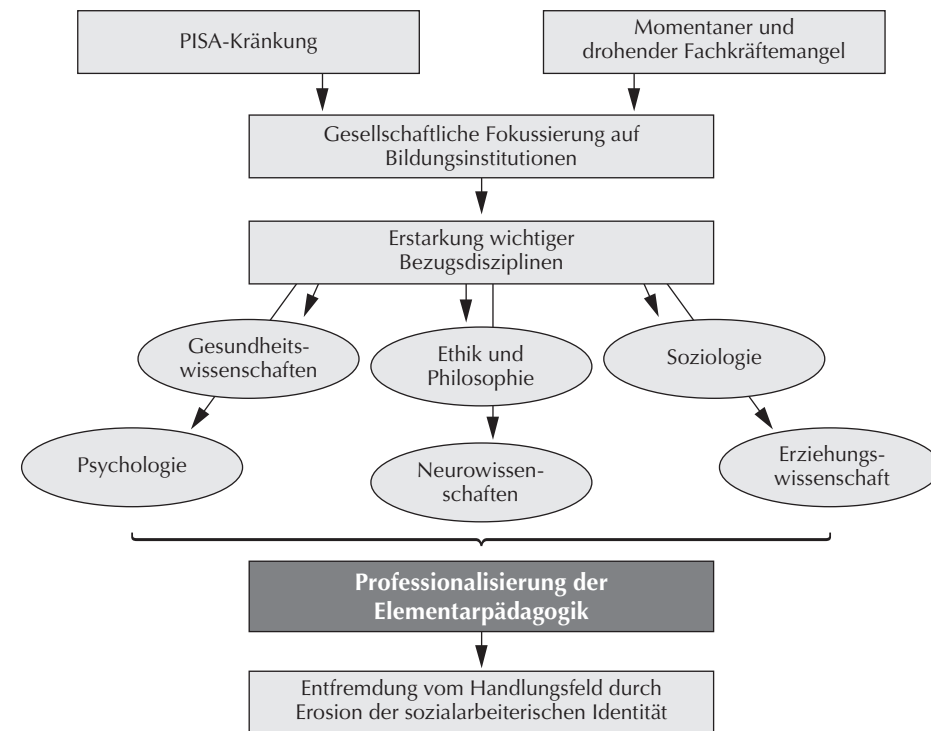 PISA-Kränkung
Momentaner und
drohender Fachkräftemangel
Gesellschaftliche Fokussierung auf
Bildungsinstitutionen
Erstarkung wichtiger
Bezugsdisziplinen
Gesundheits-
wissenschaften
Ethik und
Philosophie
Soziologie
Psychologie
Neurowissen-
schaften
Erziehungs-
wissenschaft
Professionalisierung der
Elementarpädagogik
Entfremdung vom Handlungsfeld durch
Erosion der sozialarbeiterischen Identität